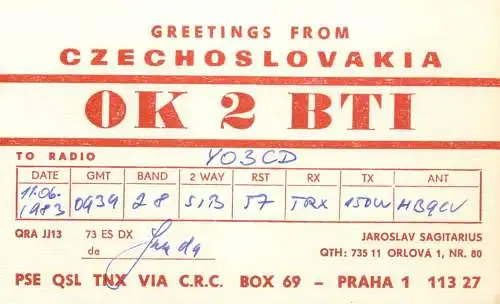 GREETINGS FROM
CZECHOSLOVAKIA
OK 2 BTI
TO RADIO YO3CD
DATE GMT BAND 2 WAY RST RX TX ANT
11.06. 1983 0939 28 SSB 57 TRX 150W HB9CV
QRA JJ13 73 ES DX
de
JAROSLAV SAGITARIUS
QTH: 735 11 ORLOVÁ 1, NR. 80
PSE QSL TNX VIA C.R.C. BOX 69 - PRAHA 1 113 27